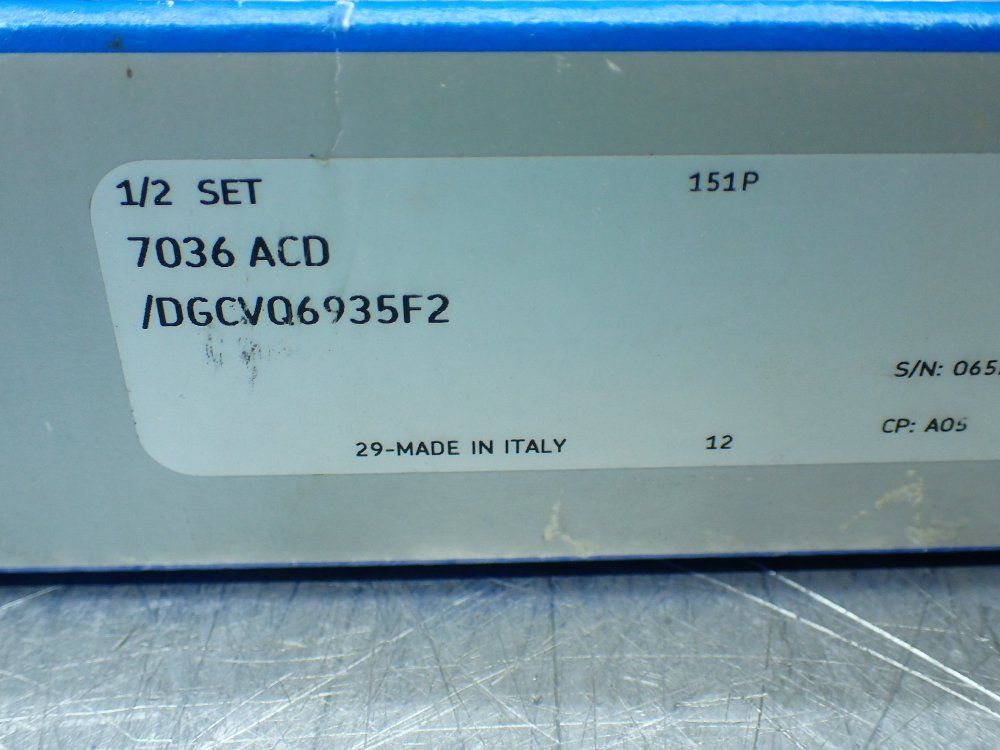 1/2 SET 151P
7036 ACD
/DGCVQ6935F2
S/N: 065
CP: A05
29-MADE IN ITALY 12